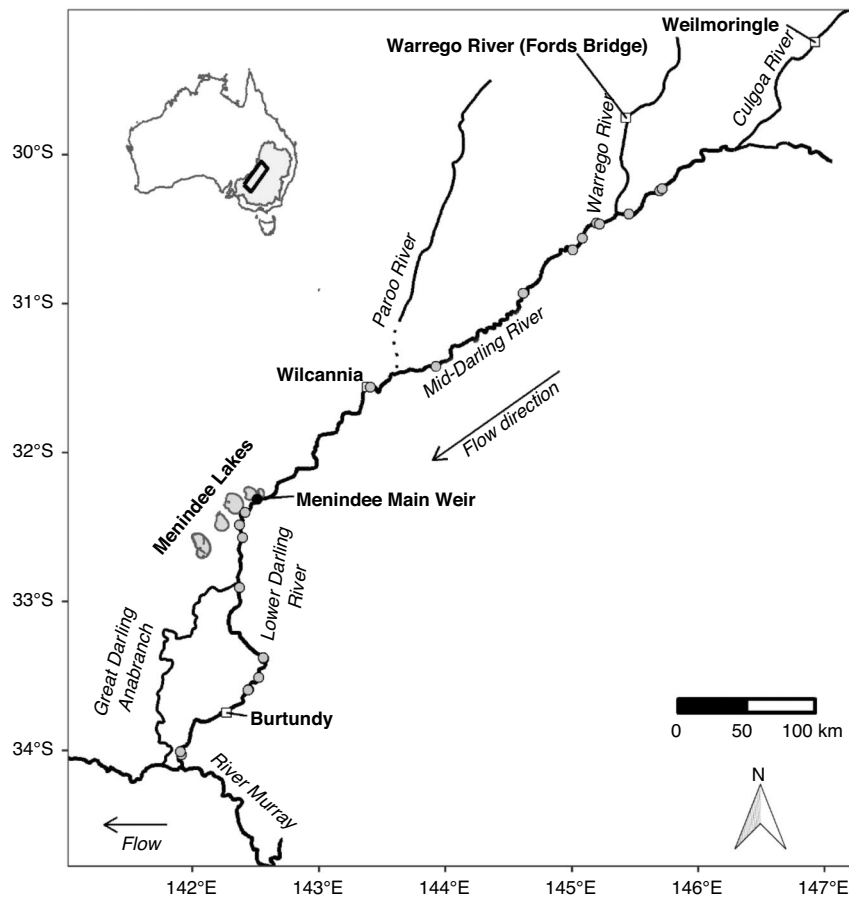 Weilmoringle
Warrego River (Fords Bridge)
Culgoa River
Warrego River
30°S
Paroo River
31°S
Mid-Darling River
Wilcannia
Flow direction
32°S
Menindee Lakes
Menindee Main Weir
Lower Darling
River
33°S
Great Darling
Anabranch
Burtundy
0 50 100 km
34°S
River Murray
N
Flow
142°E 143°E 144°E 145°E 146°E 147°E